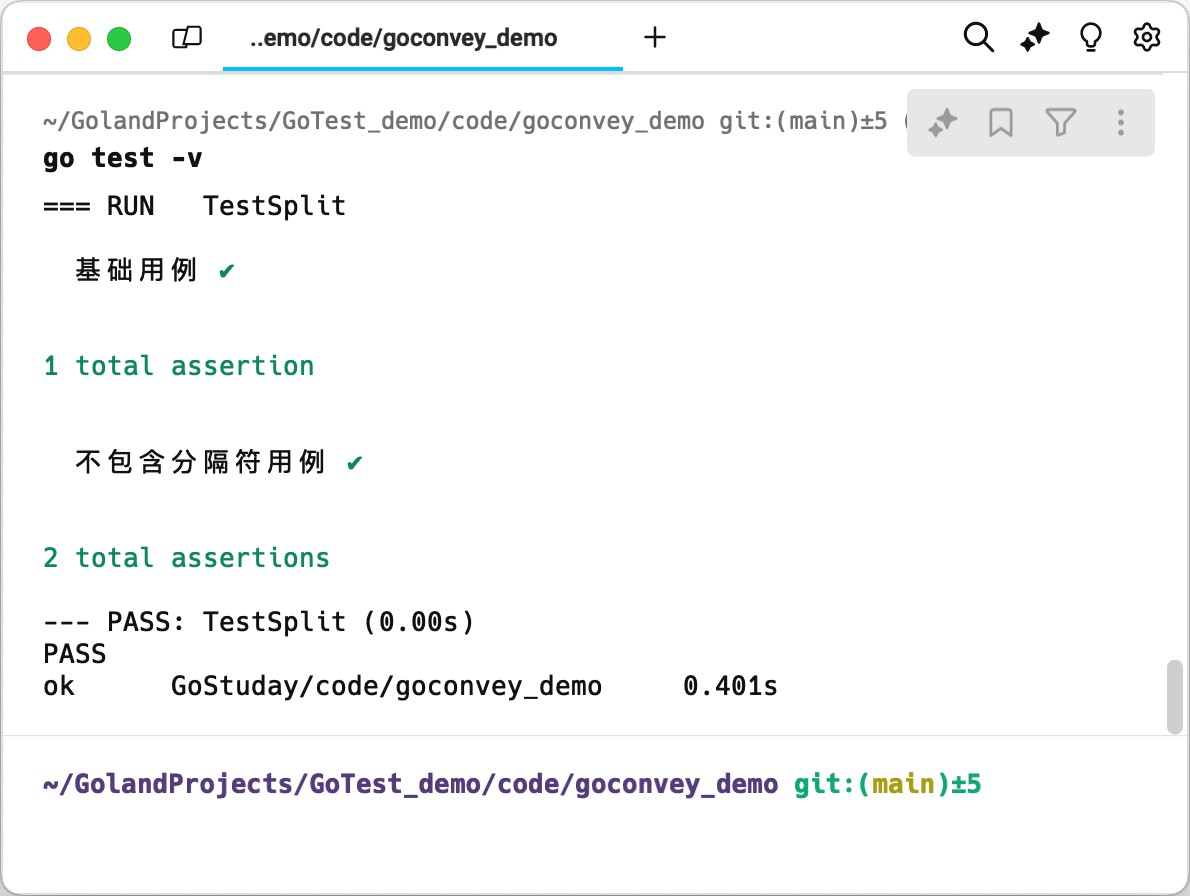 ..emo/code/goconvey_demo
~/GolandProjects/GoTest_demo/code/goconvey_demo git:(main)±5
go test -v
=== RUN   TestSplit
基础用例 ✔
1 total assertion
不包含分隔符用例 ✔
2 total assertions
--- PASS: TestSplit (0.00s)
PASS
ok      GoStuday/code/goconvey_demo     0.401s
~/GolandProjects/GoTest_demo/code/goconvey_demo git:(main)±5